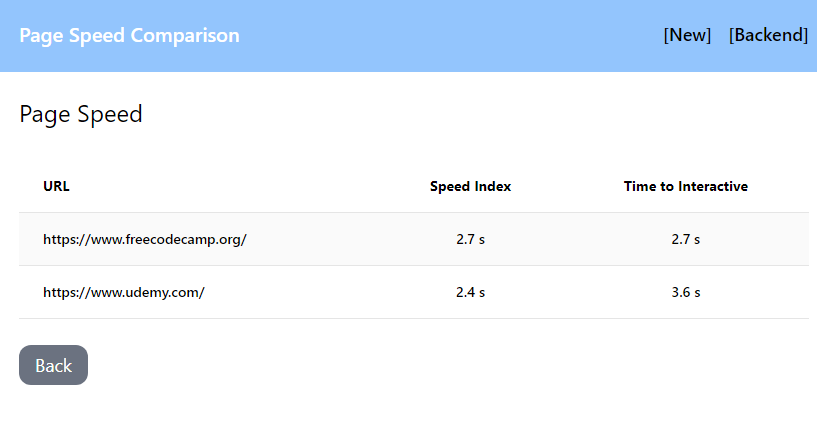 Page Speed Comparison [New] [Backend]
Page Speed
URL Speed Index Time to Interactive
https://www.freecodecamp.org/ 2.7 s 2.7 s
https://www.udemy.com/ 2.4 s 3.6 s
Back